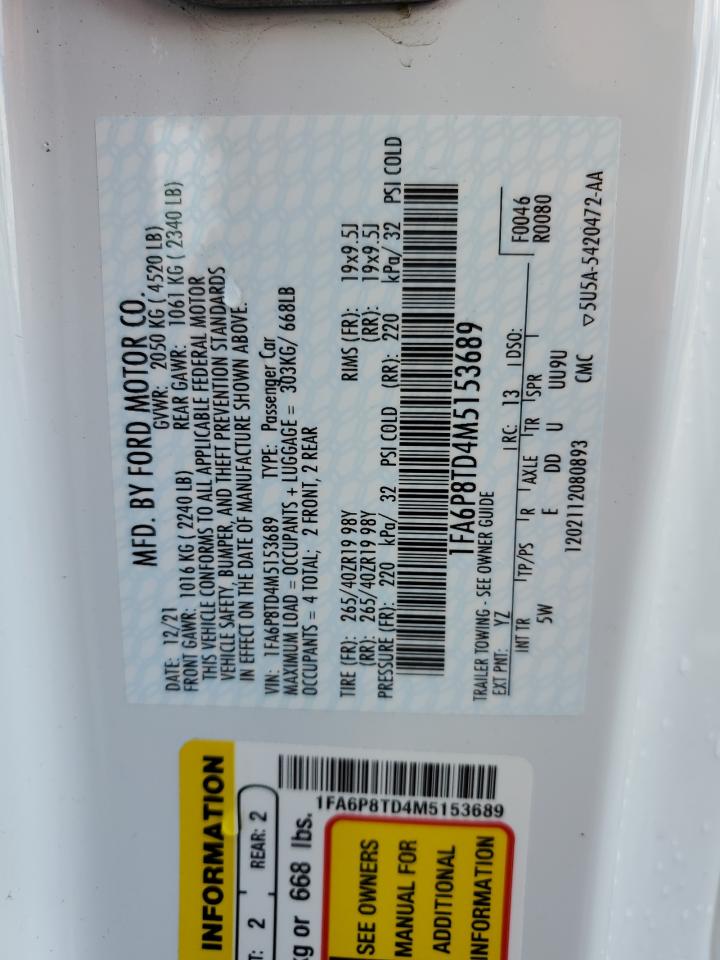 MFD. BY FORD MOTOR CO.
DATE: 12/21 GVWR: 2050 KG ( 4520 LB)
FRONT GAWR: 1016 KG ( 2240 LB) REAR GAWR: 1061 KG ( 2340 LB)
THIS VEHICLE CONFORMS TO ALL APPLICABLE FEDERAL MOTOR
VEHICLE SAFETY, BUMPER, AND THEFT PREVENTION STANDARDS
IN EFFECT ON THE DATE OF MANUFACTURE SHOWN ABOVE.
VIN: 1FA6P8TD4M5153689 TYPE: Passenger Car
MAXIMUM LOAD = OCCUPANTS + LUGGAGE = 303KG/ 668LB
OCCUPANTS = 4 TOTAL; 2 FRONT, 2 REAR
TIRE (FR): 265/40ZR19 98Y RIMS (FR): 19x9.5J
(RR): 265/40ZR19 98Y (RR): 19x9.5J
PRESSURE (FR): 220 kPa/ 32 PSI COLD (RR): 220 kPa/ 32 PSI COLD
1FA6P8TD4M5153689
TRAILER TOWING - SEE OWNER GUIDE
EXT PNT: YZ RC: 13 DSO: F0046
R0080
INT TR TP/PS R AXLE TR SPR
5W E DD U UU9U
1202112080893 CMC ▽5U5A-5420472-AA
INFORMATION
T: 2 REAR: 2
kg or 668 lbs.
1FA6P8TD4M5153689
SEE OWNERS
MANUAL FOR
ADDITIONAL
INFORMATION